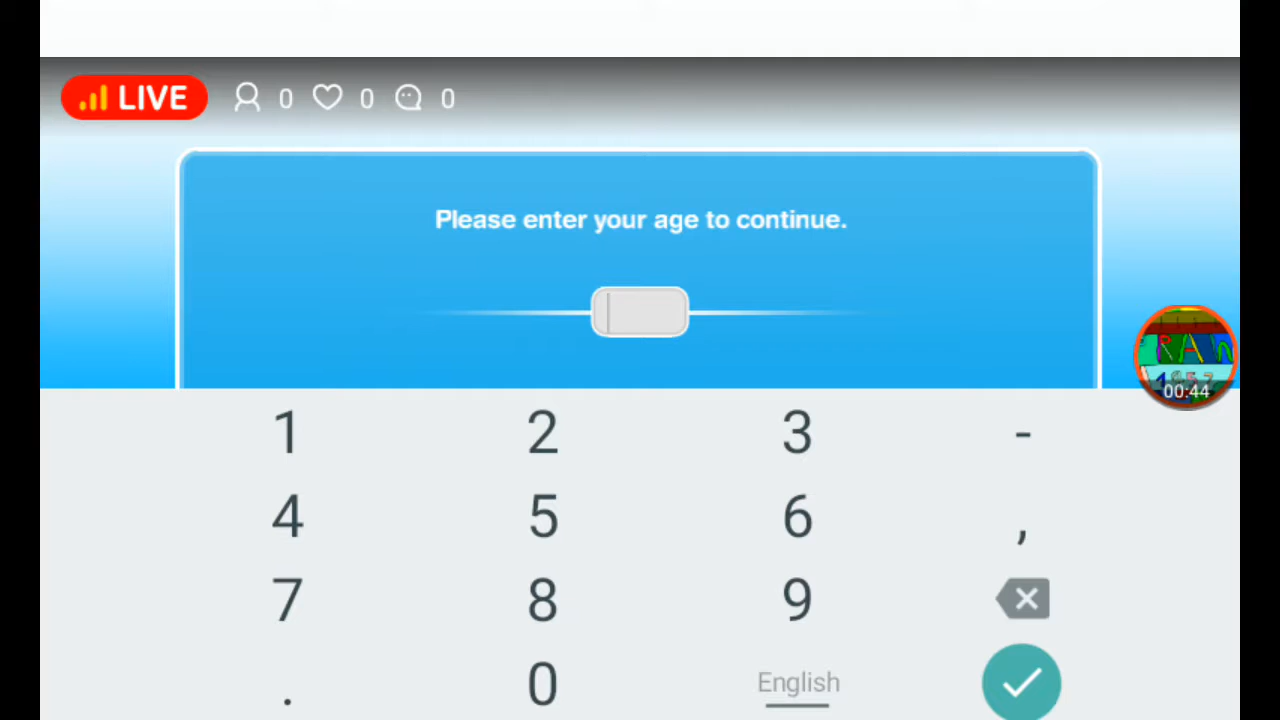 LIVE 0 0 0
Please enter your age to continue.
00:44
1 2 3 -
4 5 6 ,
7 8 9
. 0 English